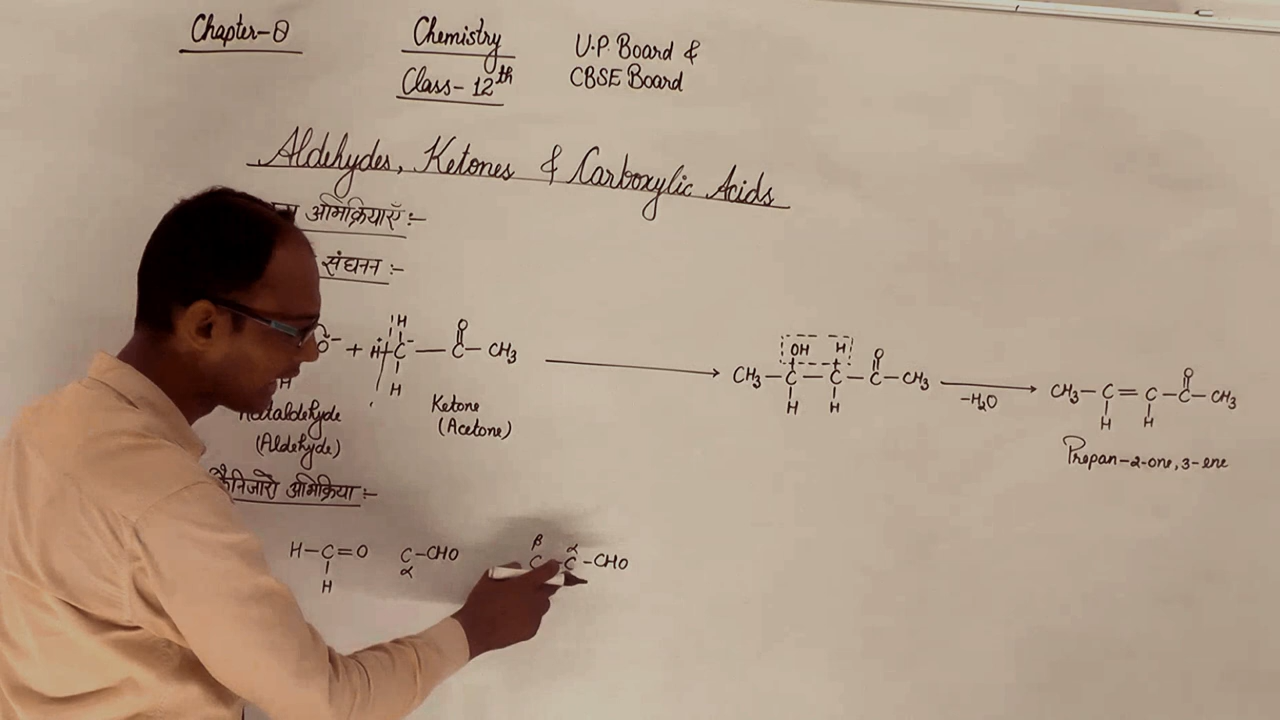 Chapter-8
Chemistry
Class-12th
U.P. Board &
CBSE Board
Aldehydes, Ketones & Carboxylic Acids
अभिक्रियाएँ :-
संघनन :-
O⁻ + H C⁻ — C — CH₃
H
H
O
H
Ketone
(Acetone)
(Aldehyde)
OH H O
CH₃—C—C—C—CH₃
H H
-H₂O
O
CH₃—C=C—C—CH₃
H H
Propan-2-one, 3-ene
कैनिजारो अभिक्रिया :-
H—C=O
H
C—CHO
α
β α
C—C—CHO